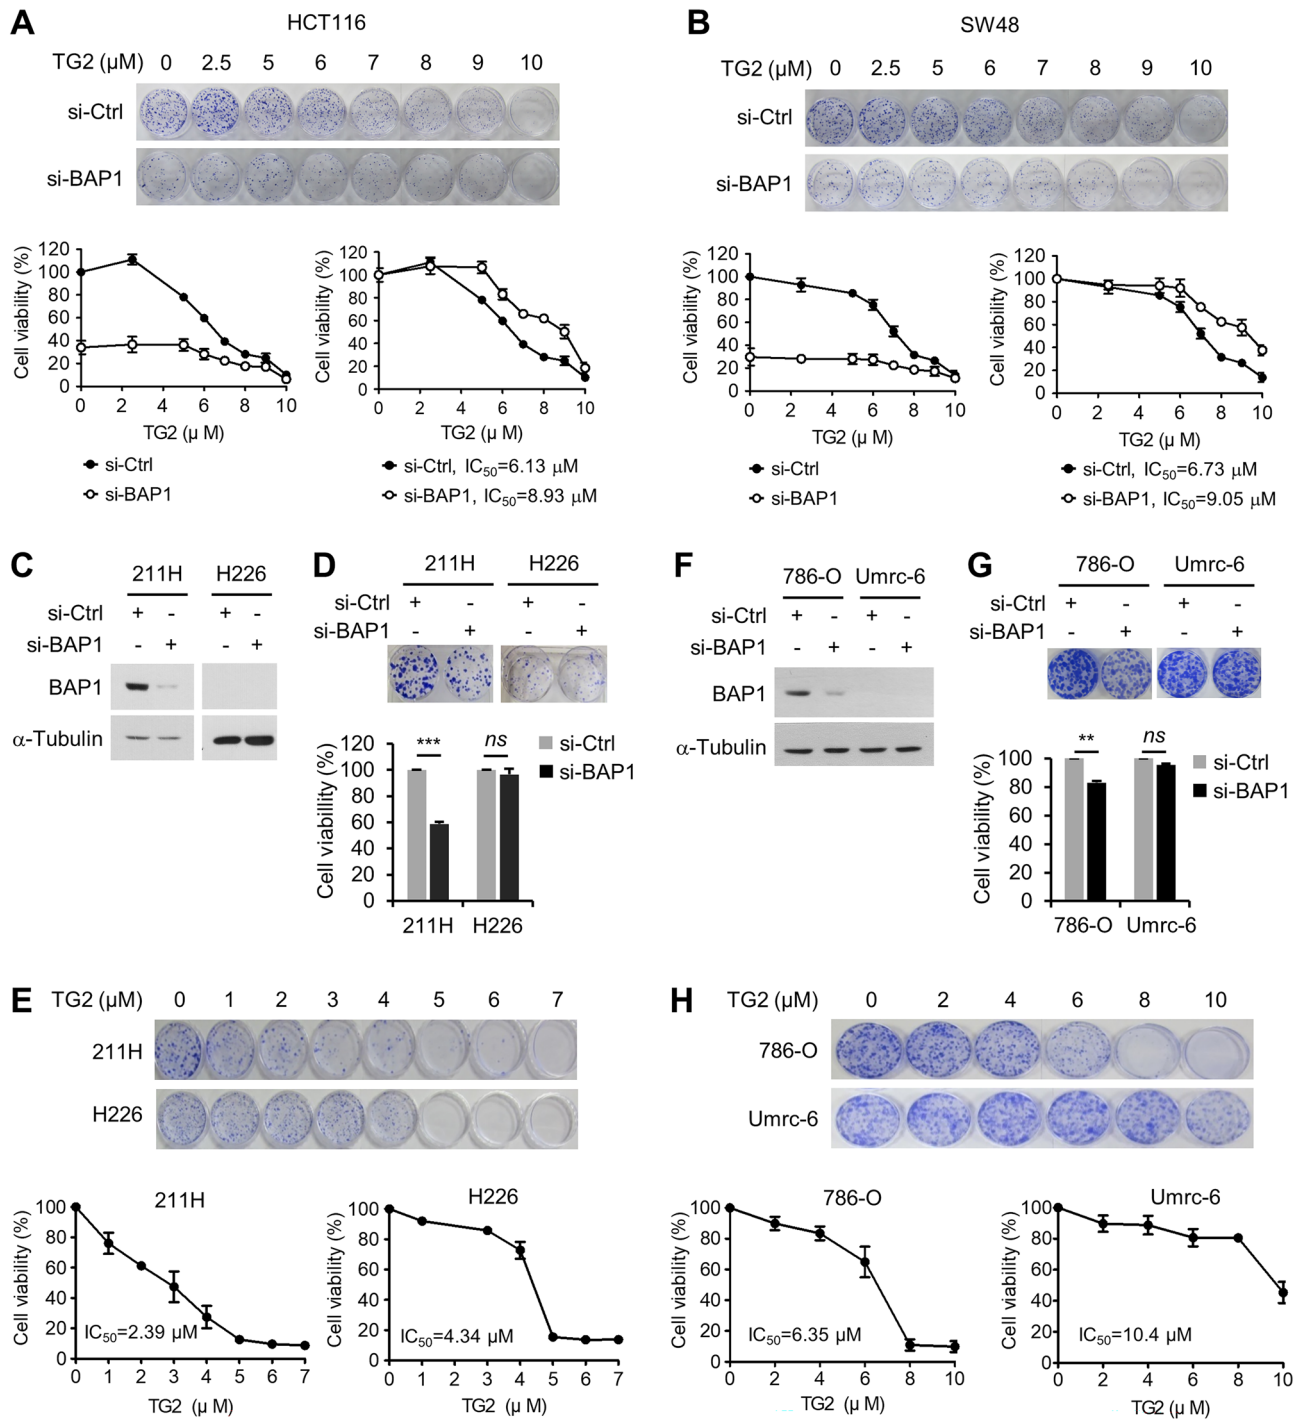 A
HCT116
TG2 (µM) 0 2.5 5 6 7 8 9 10
si-Ctrl
si-BAP1
Cell viability (%)
120
100
80
60
40
20
0
0 2 4 6 8 10
TG2 (µ M)
si-Ctrl
si-BAP1
Cell viability (%)
120
100
80
60
40
20
0
0 2 4 6 8 10
TG2 (µ M)
si-Ctrl, IC50=6.13 µM
si-BAP1, IC50=8.93 µM
B
SW48
TG2 (µM) 0 2.5 5 6 7 8 9 10
si-Ctrl
si-BAP1
Cell viability (%)
120
100
80
60
40
20
0
0 2 4 6 8 10
TG2 (µ M)
si-Ctrl
si-BAP1
Cell viability (%)
120
100
80
60
40
20
0
0 2 4 6 8 10
TG2 (µ M)
si-Ctrl, IC50=6.73 µM
si-BAP1, IC50=9.05 µM
C
211H H226
si-Ctrl + - + -
si-BAP1 - + - +
BAP1
α-Tubulin
D
211H H226
si-Ctrl + - + -
si-BAP1 - + - +
Cell viability (%)
120
100
80
60
40
20
0
*** ns
si-Ctrl
si-BAP1
211H H226
F
786-O Umrc-6
si-Ctrl + - + -
si-BAP1 - + - +
BAP1
α-Tubulin
G
786-O Umrc-6
si-Ctrl + - + -
si-BAP1 - + - +
Cell viability (%)
100
80
60
40
20
0
** ns
si-Ctrl
si-BAP1
786-O Umrc-6
E
TG2 (µM) 0 1 2 3 4 5 6 7
211H
H226
211H
Cell viability (%)
100
80
60
40
20
0
IC50=2.39 µM
0 1 2 3 4 5 6 7
TG2 (µ M)
H226
Cell viability (%)
100
80
60
40
20
0
IC50=4.34 µM
0 1 2 3 4 5 6 7
TG2 (µ M)
H
TG2 (µM) 0 2 4 6 8 10
786-O
Umrc-6
786-O
Cell viability (%)
100
80
60
40
20
0
IC50=6.35 µM
0 2 4 6 8 10
TG2 (µ M)
Umrc-6
Cell viability (%)
100
80
60
40
20
0
IC50=10.4 µM
0 2 4 6 8 10
TG2 (µ M)